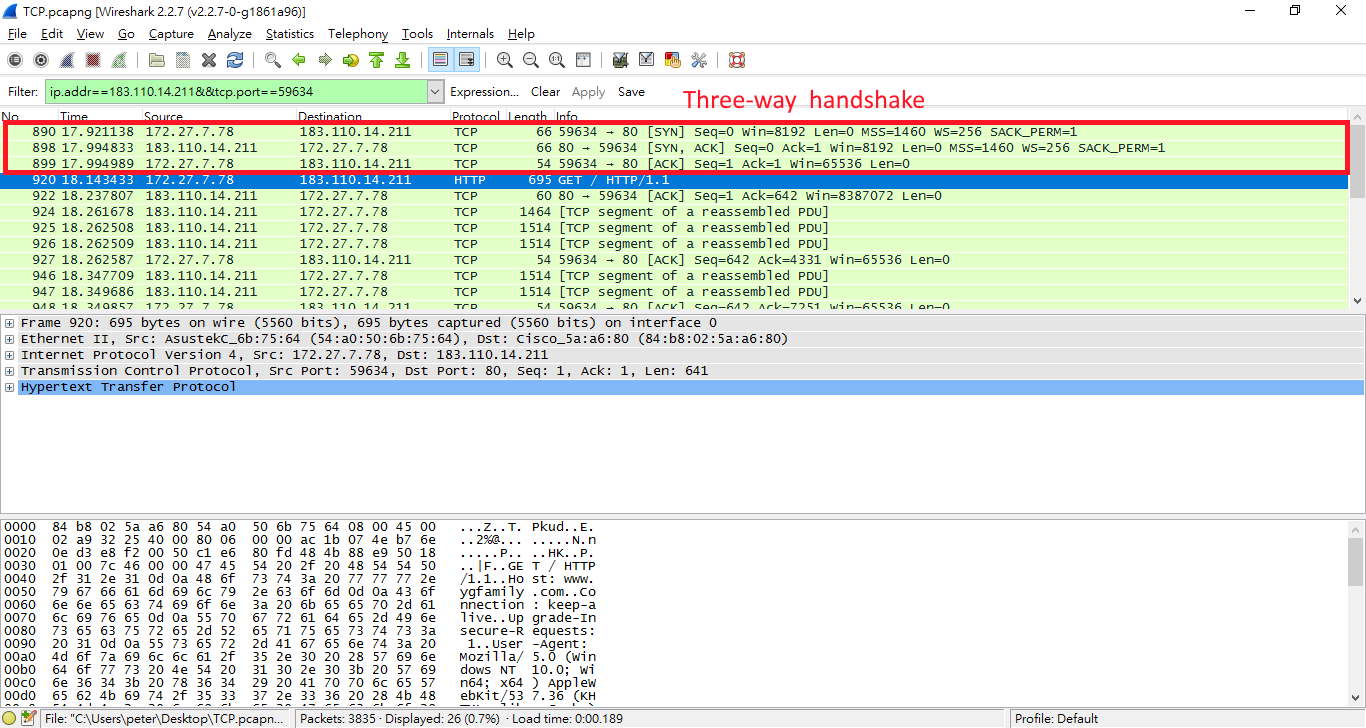 TCP.pcapng [Wireshark 2.2.7 (v2.2.7-0-g1861a96)]
File Edit View Go Capture Analyze Statistics Telephony Tools Internals Help
Filter: ip.addr==183.110.14.211&&tcp.port==59634 Expression... Clear Apply Save
Three-way handshake
No. Time Source Destination Protocol Length Info
890 17.921138 172.27.7.78 183.110.14.211 TCP 66 59634 → 80 [SYN] Seq=0 Win=8192 Len=0 MSS=1460 WS=256 SACK_PERM=1
898 17.994833 183.110.14.211 172.27.7.78 TCP 66 80 → 59634 [SYN, ACK] Seq=0 Ack=1 Win=8192 Len=0 MSS=1460 WS=256 SACK_PERM=1
899 17.994989 172.27.7.78 183.110.14.211 TCP 54 59634 → 80 [ACK] Seq=1 Ack=1 Win=65536 Len=0
920 18.143433 172.27.7.78 183.110.14.211 HTTP 695 GET / HTTP/1.1
922 18.237807 183.110.14.211 172.27.7.78 TCP 60 80 → 59634 [ACK] Seq=1 Ack=642 Win=8387072 Len=0
924 18.261678 183.110.14.211 172.27.7.78 TCP 1464 [TCP segment of a reassembled PDU]
925 18.262508 183.110.14.211 172.27.7.78 TCP 1514 [TCP segment of a reassembled PDU]
926 18.262509 183.110.14.211 172.27.7.78 TCP 1514 [TCP segment of a reassembled PDU]
927 18.262587 172.27.7.78 183.110.14.211 TCP 54 59634 → 80 [ACK] Seq=642 Ack=4331 Win=65536 Len=0
946 18.347709 183.110.14.211 172.27.7.78 TCP 1514 [TCP segment of a reassembled PDU]
947 18.349686 183.110.14.211 172.27.7.78 TCP 1514 [TCP segment of a reassembled PDU]
948 18.349857 172.27.7.78 183.110.14.211 TCP 54 59634 → 80 [ACK] Seq=642 Ack=7251 Win=65536 Len=0
Frame 920: 695 bytes on wire (5560 bits), 695 bytes captured (5560 bits) on interface 0
Ethernet II, Src: AsustekC_6b:75:64 (54:a0:50:6b:75:64), Dst: Cisco_5a:a6:80 (84:b8:02:5a:a6:80)
Internet Protocol Version 4, Src: 172.27.7.78, Dst: 183.110.14.211
Transmission Control Protocol, Src Port: 59634, Dst Port: 80, Seq: 1, Ack: 1, Len: 641
Hypertext Transfer Protocol
0000 84 b8 02 5a a6 80 54 a0 50 6b 75 64 08 00 45 00 ...Z..T. Pkud..E.
0010 02 a9 32 25 40 00 80 06 00 00 ac 1b 07 4e b7 6e ..2%@... .....N.n
0020 0e d3 e8 f2 00 50 c1 e6 80 fd 48 4b 88 e9 50 18 .....P.. ..HK..P.
0030 01 00 7c 46 00 00 47 45 54 20 2f 20 48 54 54 50 ..|F..GE T / HTTP
0040 2f 31 2e 31 0d 0a 48 6f 73 74 3a 20 77 77 77 2e /1.1..Ho st: www.
0050 79 67 66 61 6d 69 6c 79 2e 63 6f 6d 0d 0a 43 6f ygfamily .com..Co
0060 6e 6e 65 63 74 69 6f 6e 3a 20 6b 65 65 70 2d 61 nnection : keep-a
0070 6c 69 76 65 0d 0a 55 70 67 72 61 64 65 2d 49 6e live..Up grade-In
0080 73 65 63 75 72 65 2d 52 65 71 75 65 73 74 73 3a secure-R equests:
0090 20 31 0d 0a 55 73 65 72 2d 41 67 65 6e 74 3a 20 1..User -Agent:
00a0 4d 6f 7a 69 6c 6c 61 2f 35 2e 30 20 28 57 69 6e Mozilla/ 5.0 (Win
00b0 64 6f 77 73 20 4e 54 20 31 30 2e 30 3b 20 57 69 dows NT 10.0; Wi
00c0 6e 36 34 3b 20 78 36 34 29 20 41 70 70 6c 65 57 n64; x64 ) AppleW
00d0 65 62 4b 69 74 2f 35 33 37 2e 33 36 20 28 4b 48 ebKit/53 7.36 (KH
File: "C:\Users\peter\Desktop\TCP.pcapn... Packets: 3835 · Displayed: 26 (0.7%) · Load time: 0:00.189 Profile: Default